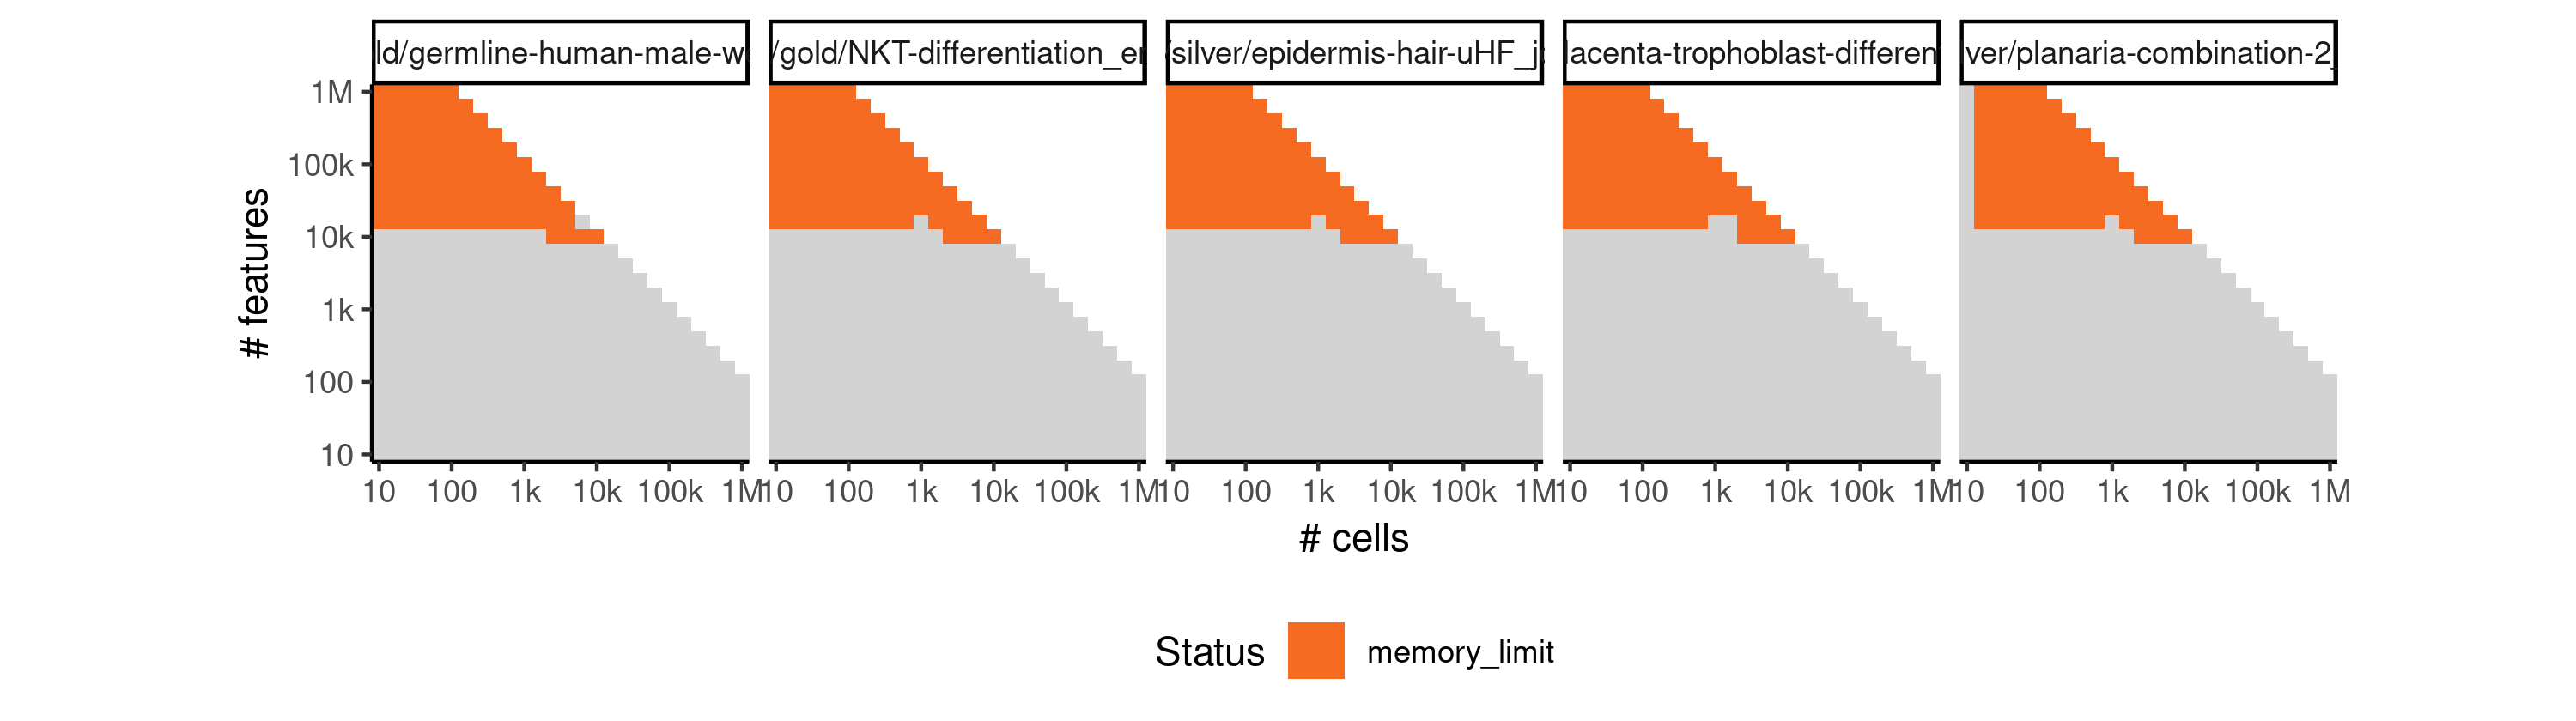 ld/germline-human-male-w
/gold/NKT-differentiation_e
/silver/epidermis-hair-uHF_j
lacenta-trophoblast-differen
ver/planaria-combination-2
1M
100k
10k
1k
100
10
# features
10 100 1k 10k 100k 1M
10 100 1k 10k 100k 1M
10 100 1k 10k 100k 1M
10 100 1k 10k 100k 1M
10 100 1k 10k 100k 1M
# cells
Status memory_limit